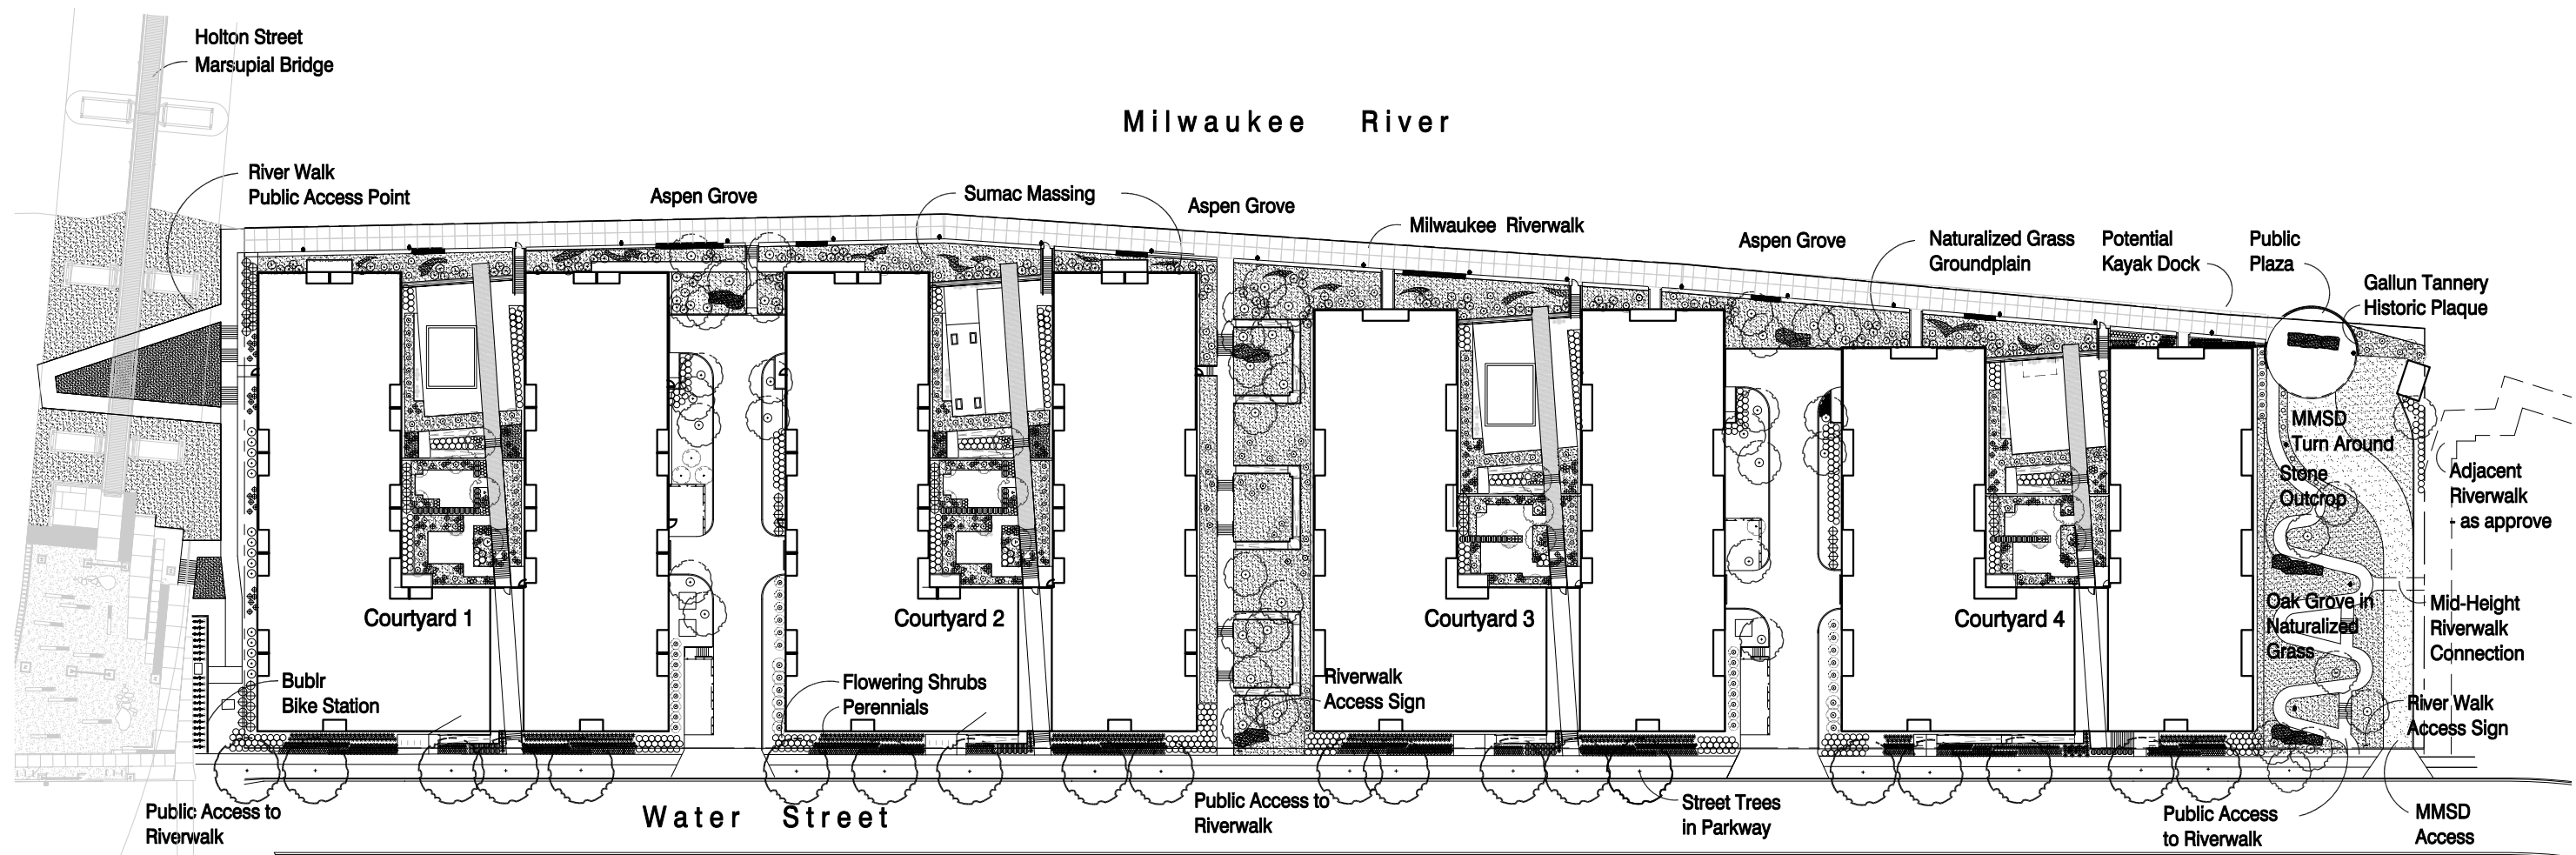 Holton Street
Marsupial Bridge
Milwaukee River
River Walk
Public Access Point
Aspen Grove
Sumac Massing
Aspen Grove
Milwaukee Riverwalk
Aspen Grove
Naturalized Grass
Groundplain
Potential
Kayak Dock
Public
Plaza
Gallun Tannery
Historic Plaque
MMSD
Turn Around
Stone
Outcrop
Adjacent
Riverwalk
- as approve
Courtyard 1
Courtyard 2
Courtyard 3
Courtyard 4
Oak Grove in
Naturalized
Grass
Mid-Height
Riverwalk
Connection
Bublr
Bike Station
Flowering Shrubs
Perennials
Riverwalk
Access Sign
River Walk
Access Sign
Public Access to
Riverwalk
Water Street
Public Access to
Riverwalk
Street Trees
in Parkway
Public Access
to Riverwalk
MMSD
Access